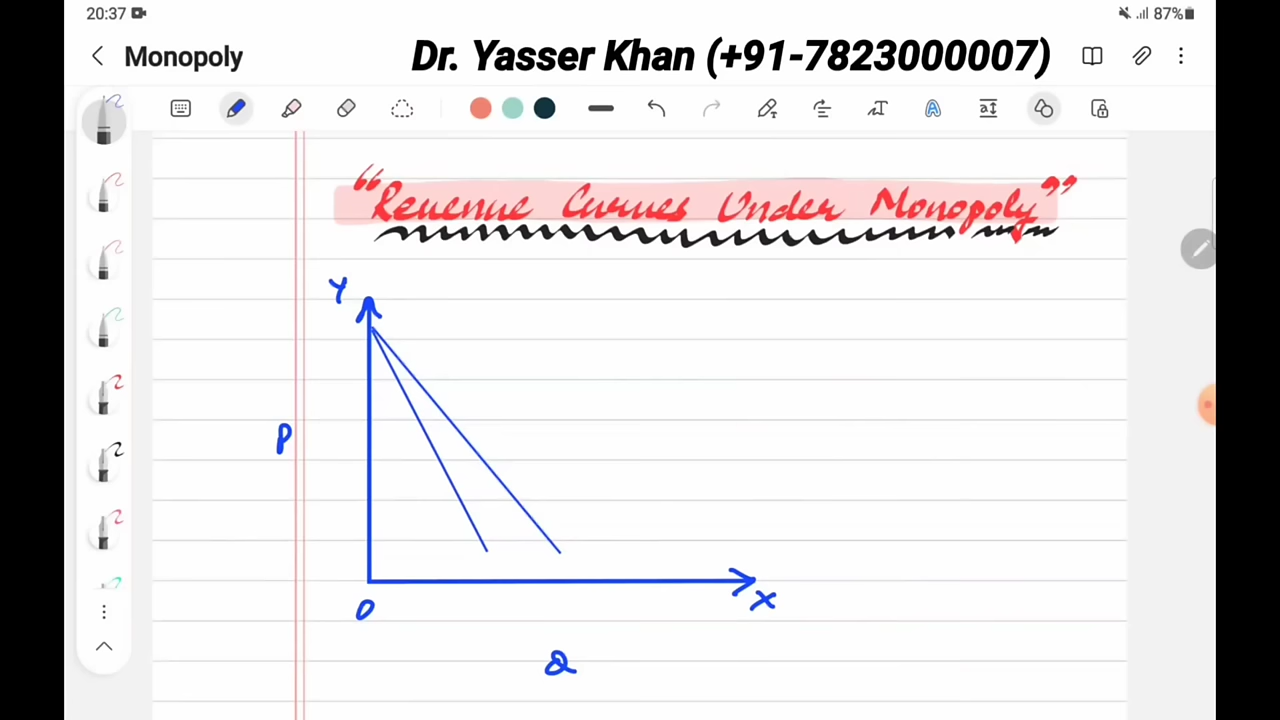 20:37 87%
Monopoly Dr. Yasser Khan (+91-7823000007)
"Revenue Curves Under Monopoly"
Y
P
O X
Q